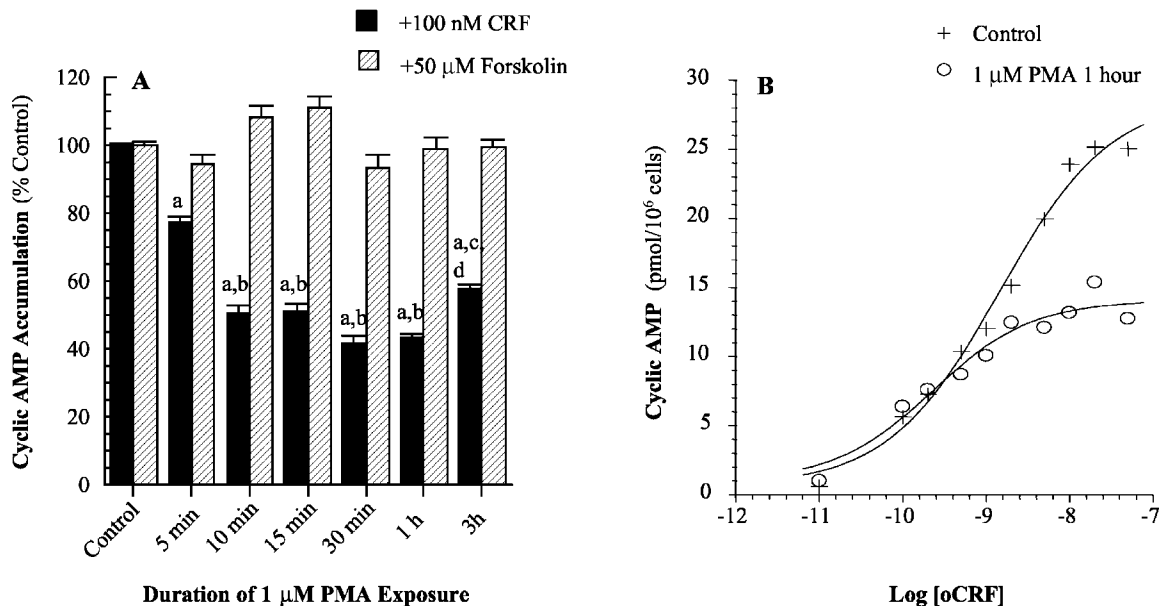 +100 nM CRF
+50 μM Forskolin
A
Cyclic AMP Accumulation (% Control)
120
100
80
60
40
20
0
a
a,b
a,b
a,b
a,b
a,c,
d
Control
5 min
10 min
15 min
30 min
1 h
3h
Duration of 1 μM PMA Exposure
Control
1 μM PMA 1 hour
B
Cyclic AMP (pmol/10⁶ cells)
30
25
20
15
10
5
0
-12
-11
-10
-9
-8
-7
Log [oCRF]